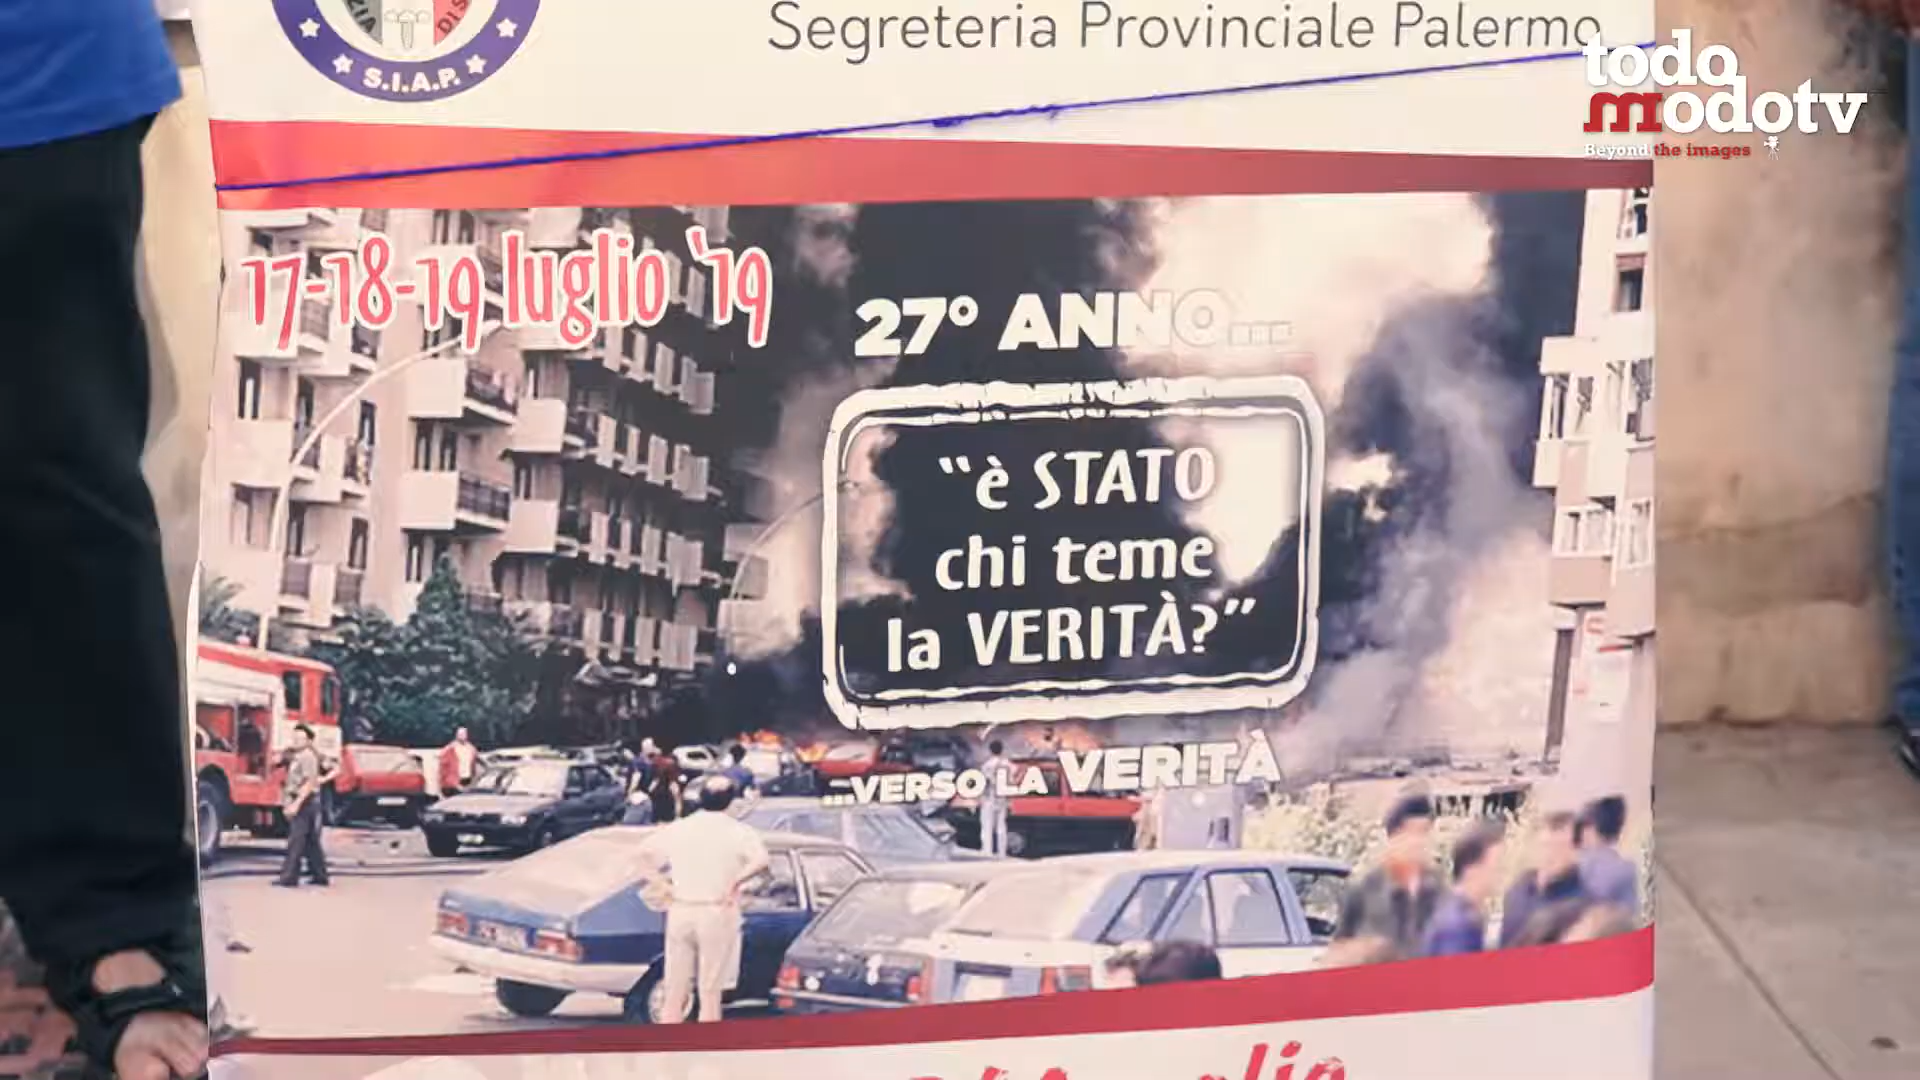 S.I.A.P.
Segreteria Provinciale Palermo
todo
modotv
Beyond the images
17-18-19 luglio '19
27° ANNO...
"è STATO
chi teme
la VERITÀ?"
...VERSO LA VERITÀ